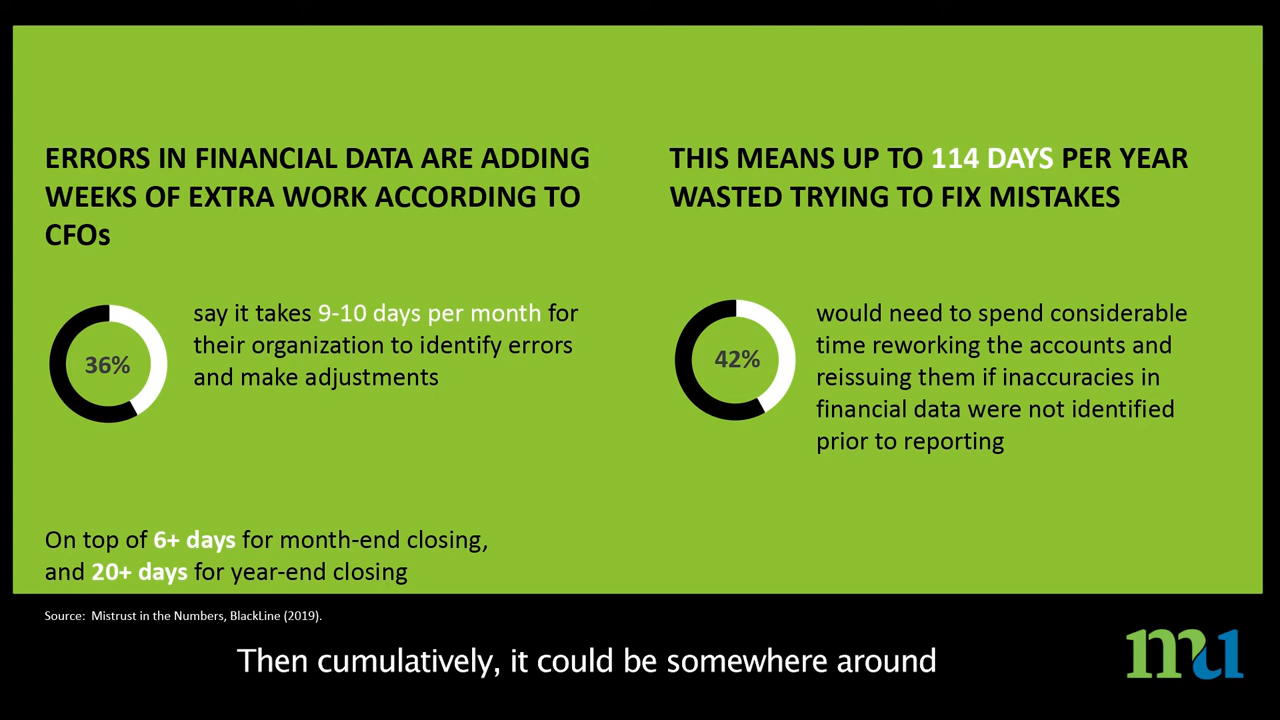 ERRORS IN FINANCIAL DATA ARE ADDING
WEEKS OF EXTRA WORK ACCORDING TO
CFOs
36%
say it takes 9-10 days per month for
their organization to identify errors
and make adjustments
On top of 6+ days for month-end closing,
and 20+ days for year-end closing
THIS MEANS UP TO 114 DAYS PER YEAR
WASTED TRYING TO FIX MISTAKES
42%
would need to spend considerable
time reworking the accounts and
reissuing them if inaccuracies in
financial data were not identified
prior to reporting
Source: Mistrust in the Numbers, BlackLine (2019).
Then cumulatively, it could be somewhere around
mu